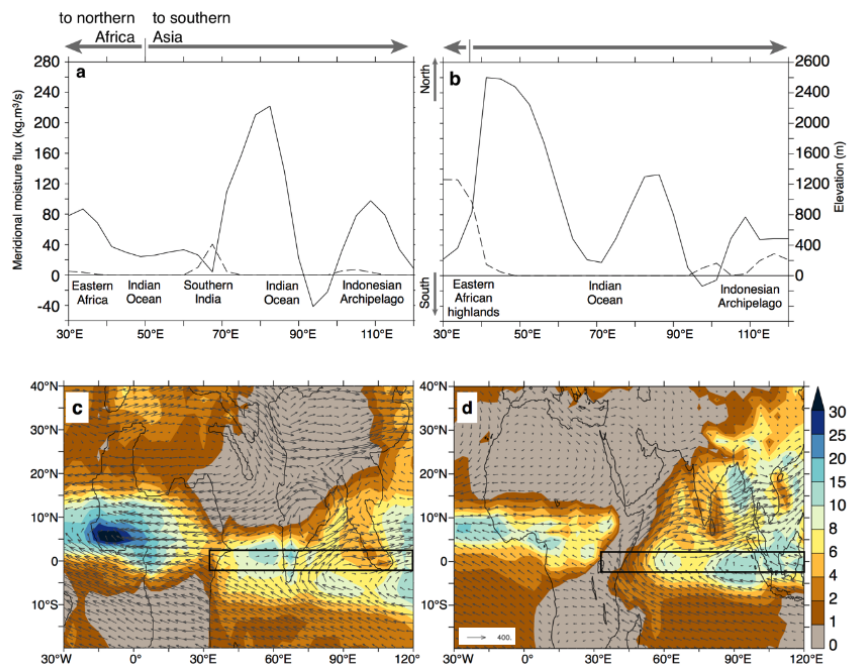 to northern Africa
to southern Asia
a
280
240
200
160
120
80
40
0
-40
Meridional moisture flux (kg.m³/s)
Eastern Africa
Indian Ocean
Southern India
Indian Ocean
Indonesian Archipelago
30°E
50°E
70°E
90°E
110°E
North
South
b
2600
2400
2000
1600
1200
800
400
0
Elevation (m)
Eastern African highlands
Indian Ocean
Indonesian Archipelago
30°E
50°E
70°E
90°E
110°E
c
40°N
30°N
20°N
10°N
0
10°S
30°W
0
30°E
60°E
90°E
120°
d
40°N
30°N
20°N
10°N
0
10°S
400.
30°W
0
30°E
60°E
90°E
120°
30
25
20
15
10
8
6
4
2
1
0